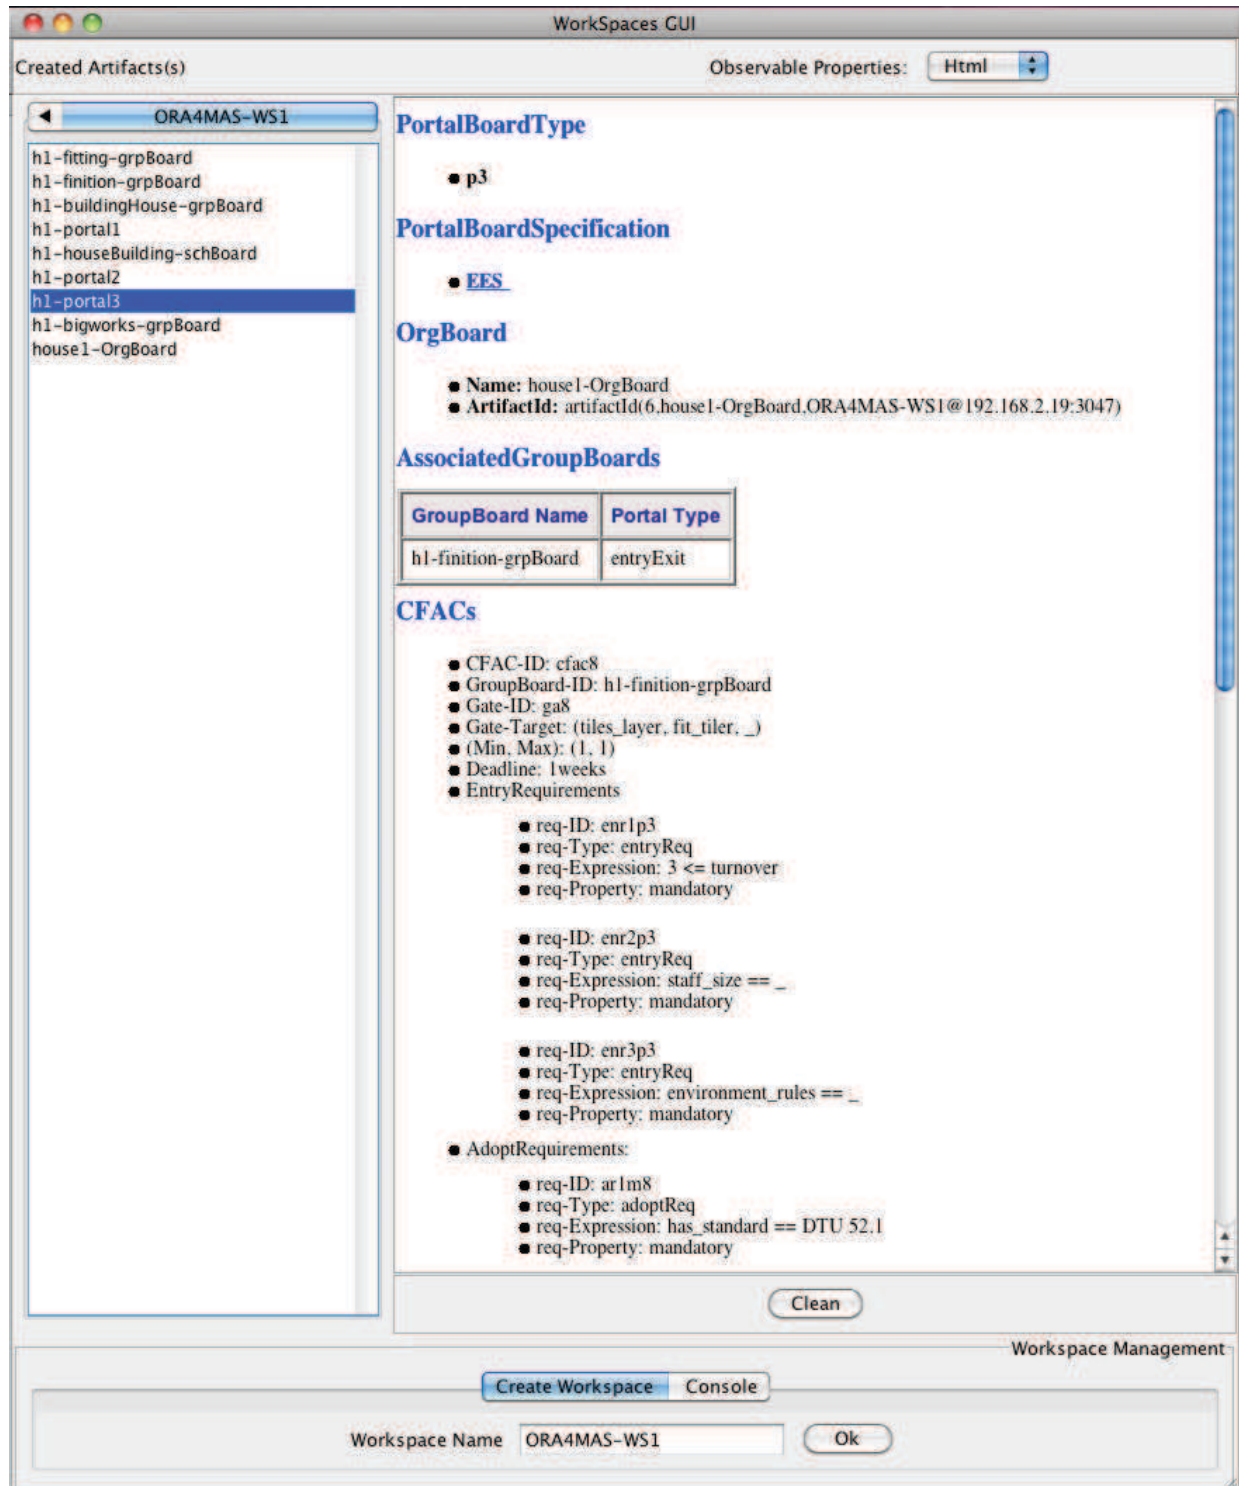 WorkSpaces GUI
Created Artifacts(s)
Observable Properties: Html
ORA4MAS-WS1
h1-fitting-grpBoard
h1-finition-grpBoard
h1-buildingHouse-grpBoard
h1-portal1
h1-houseBuilding-schBoard
h1-portal2
h1-portal3
h1-bigworks-grpBoard
house1-OrgBoard
PortalBoardType
p3
PortalBoardSpecification
EES_
OrgBoard
Name: house1-OrgBoard
ArtifactId: artifactId(6,house1-OrgBoard,ORA4MAS-WS1@192.168.2.19:3047)
AssociatedGroupBoards
GroupBoard Name Portal Type
h1-finition-grpBoard entryExit
CFACs
CFAC-ID: cfac8
GroupBoard-ID: h1-finition-grpBoard
Gate-ID: ga8
Gate-Target: (tiles_layer, fit_tiler, _)
(Min, Max): (1, 1)
Deadline: 1weeks
EntryRequirements
req-ID: enr1p3
req-Type: entryReq
req-Expression: 3 <= turnover
req-Property: mandatory
req-ID: enr2p3
req-Type: entryReq
req-Expression: staff_size == _
req-Property: mandatory
req-ID: enr3p3
req-Type: entryReq
req-Expression: environment_rules == _
req-Property: mandatory
AdoptRequirements:
req-ID: ar1m8
req-Type: adoptReq
req-Expression: has_standard == DTU 52.1
req-Property: mandatory
Clean
Workspace Management
Create Workspace Console
Workspace Name ORA4MAS-WS1 Ok